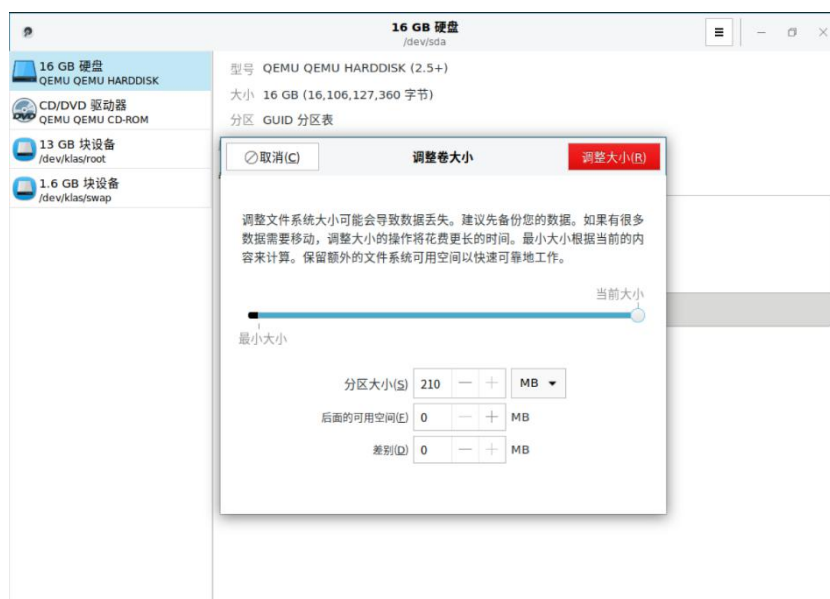 16 GB 硬盘
/dev/sda
16 GB 硬盘
QEMU QEMU HARDDISK
CD/DVD 驱动器
QEMU QEMU CD-ROM
13 GB 块设备
/dev/klas/root
1.6 GB 块设备
/dev/klas/swap
型号 QEMU QEMU HARDDISK (2.5+)
大小 16 GB (16,106,127,360 字节)
分区 GUID 分区表
取消(C)
调整卷大小
调整大小(R)
调整文件系统大小可能会导致数据丢失。建议先备份您的数据。如果有很多
数据需要移动，调整大小的操作将花费更长的时间。最小大小根据当前的内
容来计算。保留额外的文件系统可用空间以快速可靠地工作。
当前大小
最小大小
分区大小(S) 210 — + MB
后面的可用空间(F) 0 — + MB
差别(D) 0 — + MB